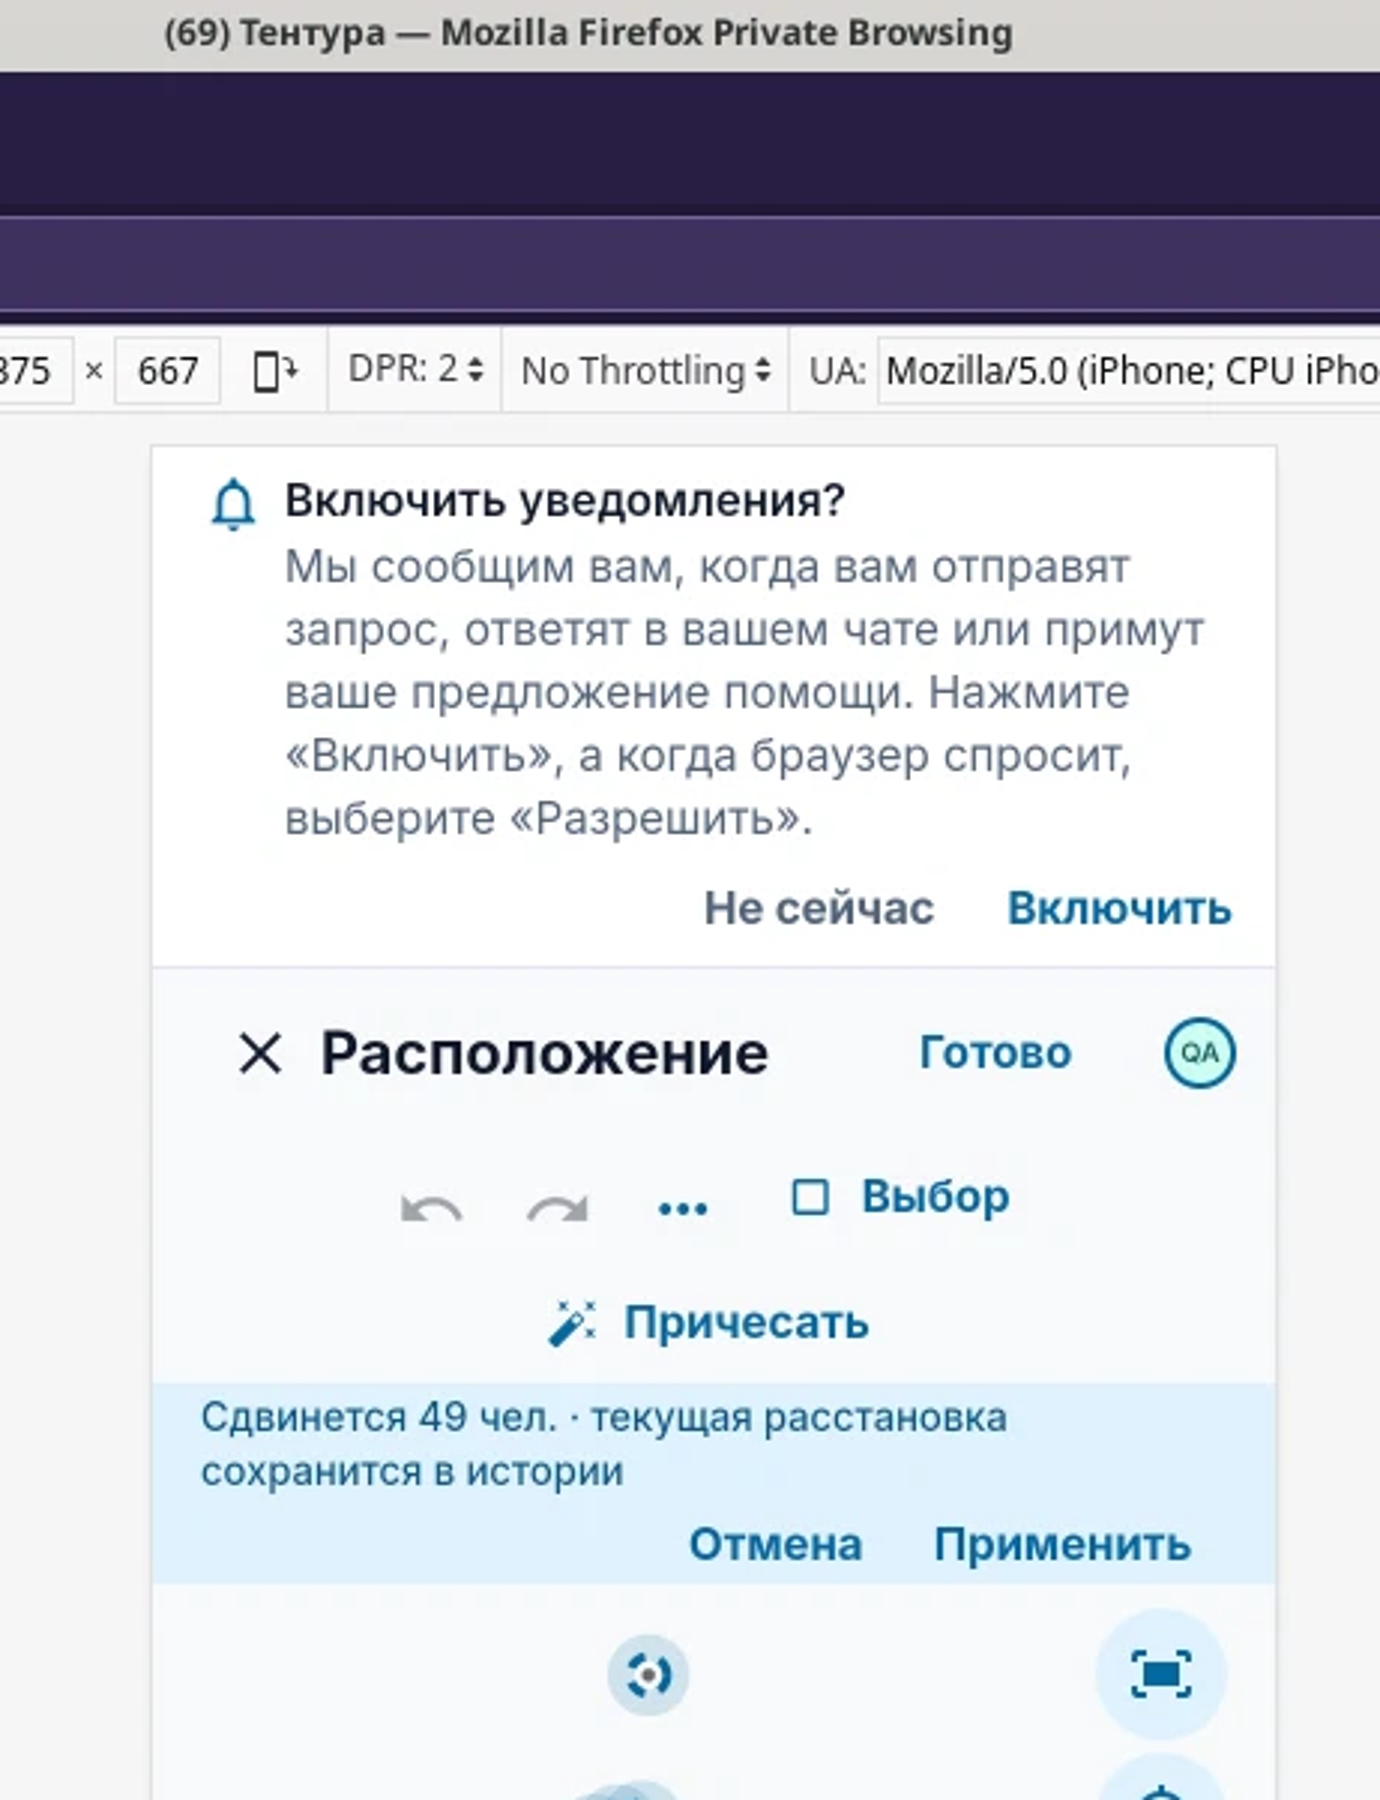 (69) Тентура — Mozilla Firefox Private Browsing
375 × 667 DPR: 2 No Throttling UA: Mozilla/5.0 (iPhone; CPU iPho
Включить уведомления?
Мы сообщим вам, когда вам отправят
запрос, ответят в вашем чате или примут
ваше предложение помощи. Нажмите
«Включить», а когда браузер спросит,
выберите «Разрешить».
Не сейчас Включить
Расположение Готово QA
Выбор
Причесать
Сдвинется 49 чел. · текущая расстановка
сохранится в истории
Отмена Применить